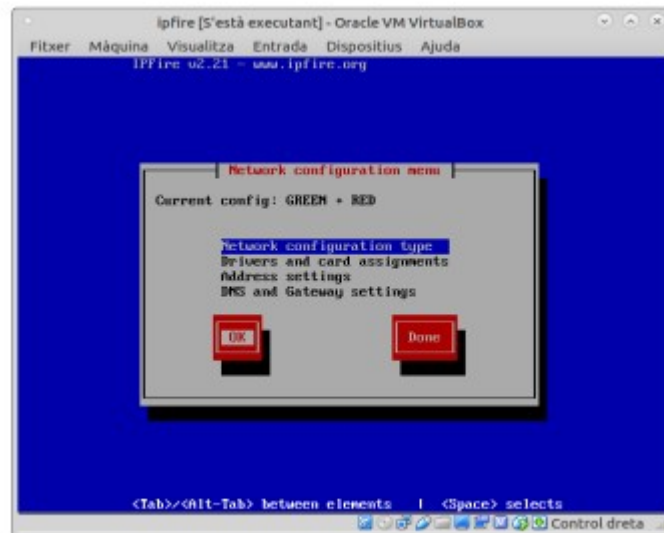 ipfire [S'està executant] - Oracle VM VirtualBox
Fitxer Màquina Visualitza Entrada Dispositius Ajuda
IPFire v2.21 - www.ipfire.org
Network configuration menu
Current config: GREEN + RED
Network configuration type
Drivers and card assignments
Address settings
DNS and Gateway settings
OK Done
<Tab>/<Alt-Tab> between elements | <Space> selects
Control dreta